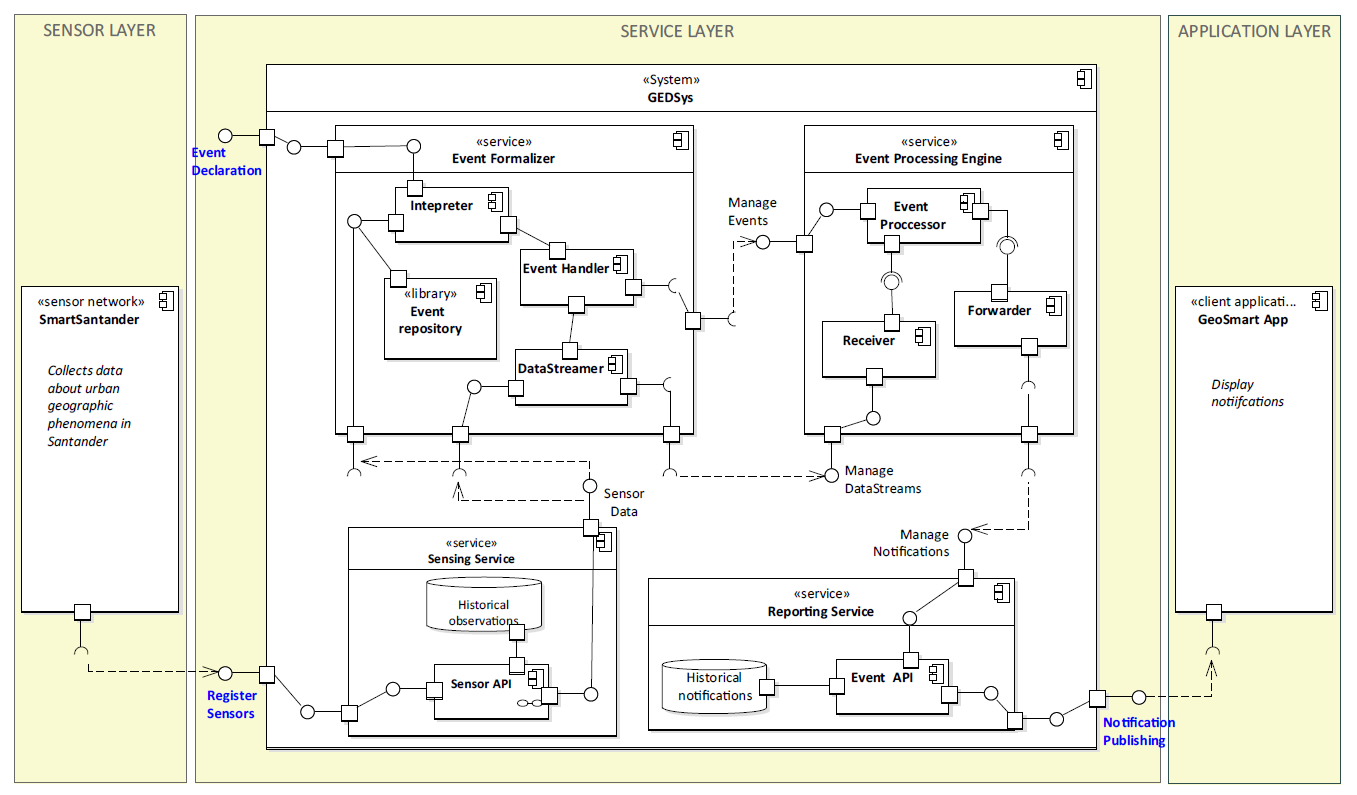 SENSOR LAYER
SERVICE LAYER
APPLICATION LAYER
«System»
GEDSys
Event
Declaration
«service»
Event Formalizer
Intepreter
Event Handler
«library»
Event
repository
DataStreamer
Manage
Events
«service»
Event Processing Engine
Event
Proccessor
Forwarder
Receiver
«sensor network»
SmartSantander
Collects data
about urban
geographic
phenomena in
Santander
«client applicati...
GeoSmart App
Display
notiifcations
Manage
DataStreams
Sensor
Data
Manage
Notifications
«service»
Sensing Service
Historical
observations
Sensor API
«service»
Reporting Service
Historical
notifications
Event API
Register
Sensors
Notification
Publishing